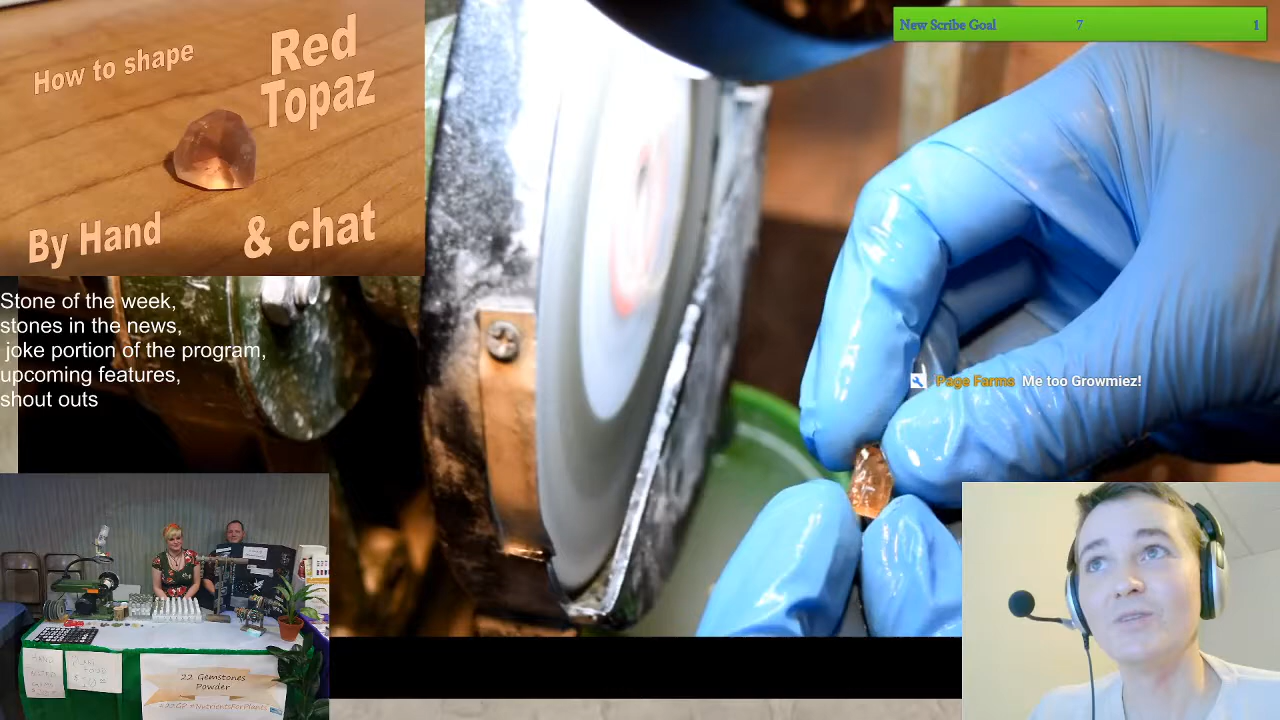 How to shape
Red
Topaz
By Hand
& chat
New Scribe Goal 7 1
Stone of the week,
stones in the news,
joke portion of the program,
upcoming features,
shout outs
Page Farms Me too Growmiez!
22 Gemstones
Powder
#NutrientsForPlants